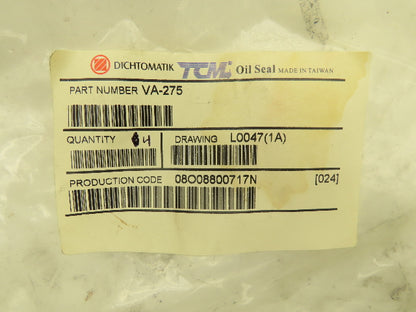 DICHTOMATIK TCM Oil Seal MADE IN TAIWAN
PART NUMBER VA-275
QUANTITY 4 DRAWING L0047(1A)
PRODUCTION CODE 08O08800717N [024]